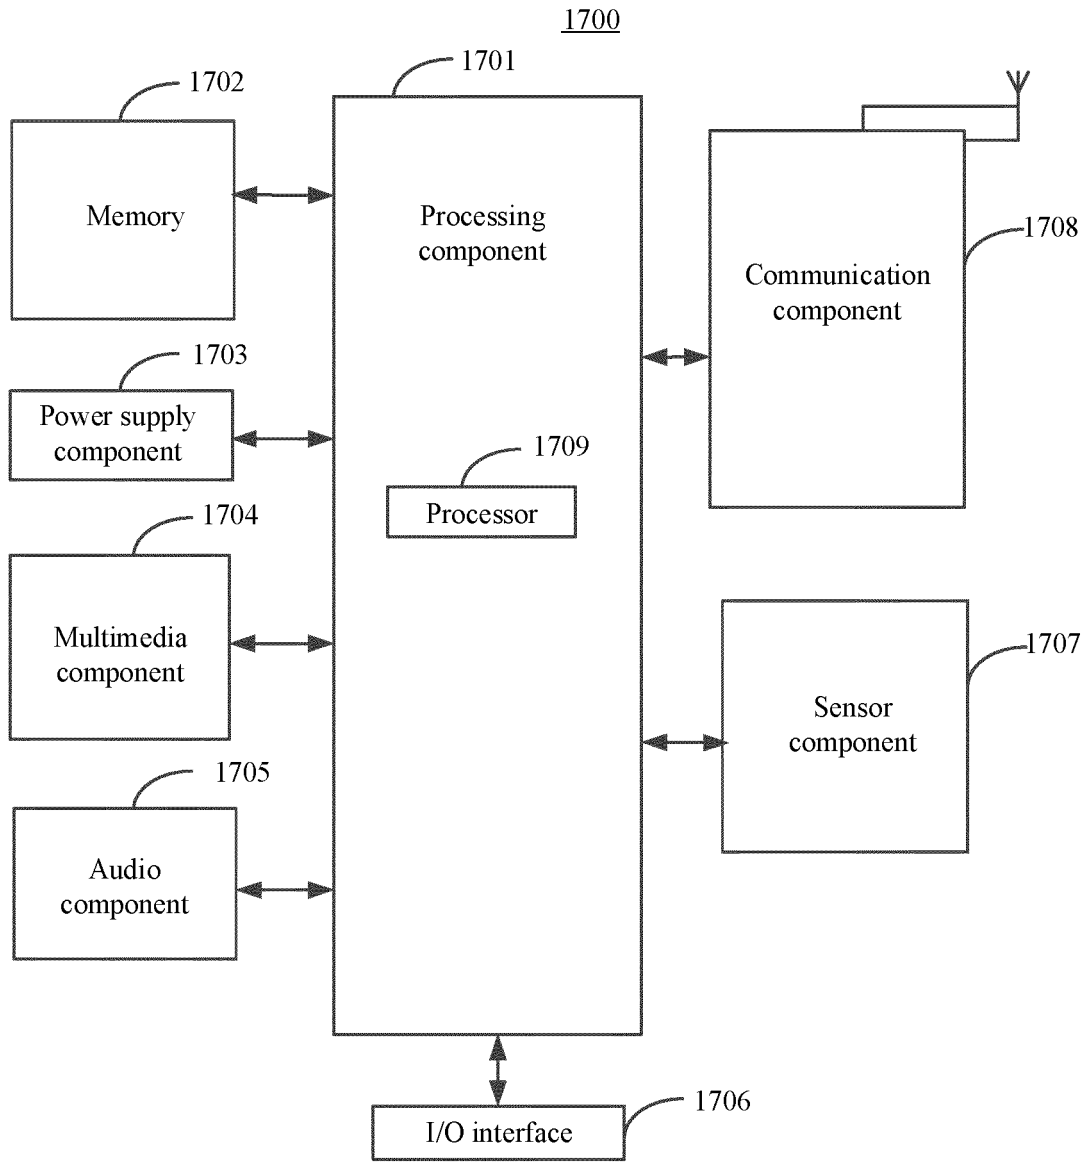 1700
1701
1702
Memory
Processing
component
1708
Communication
component
1703
Power supply
component
1709
Processor
1704
Multimedia
component
1707
Sensor
component
1705
Audio
component
1706
I/O interface